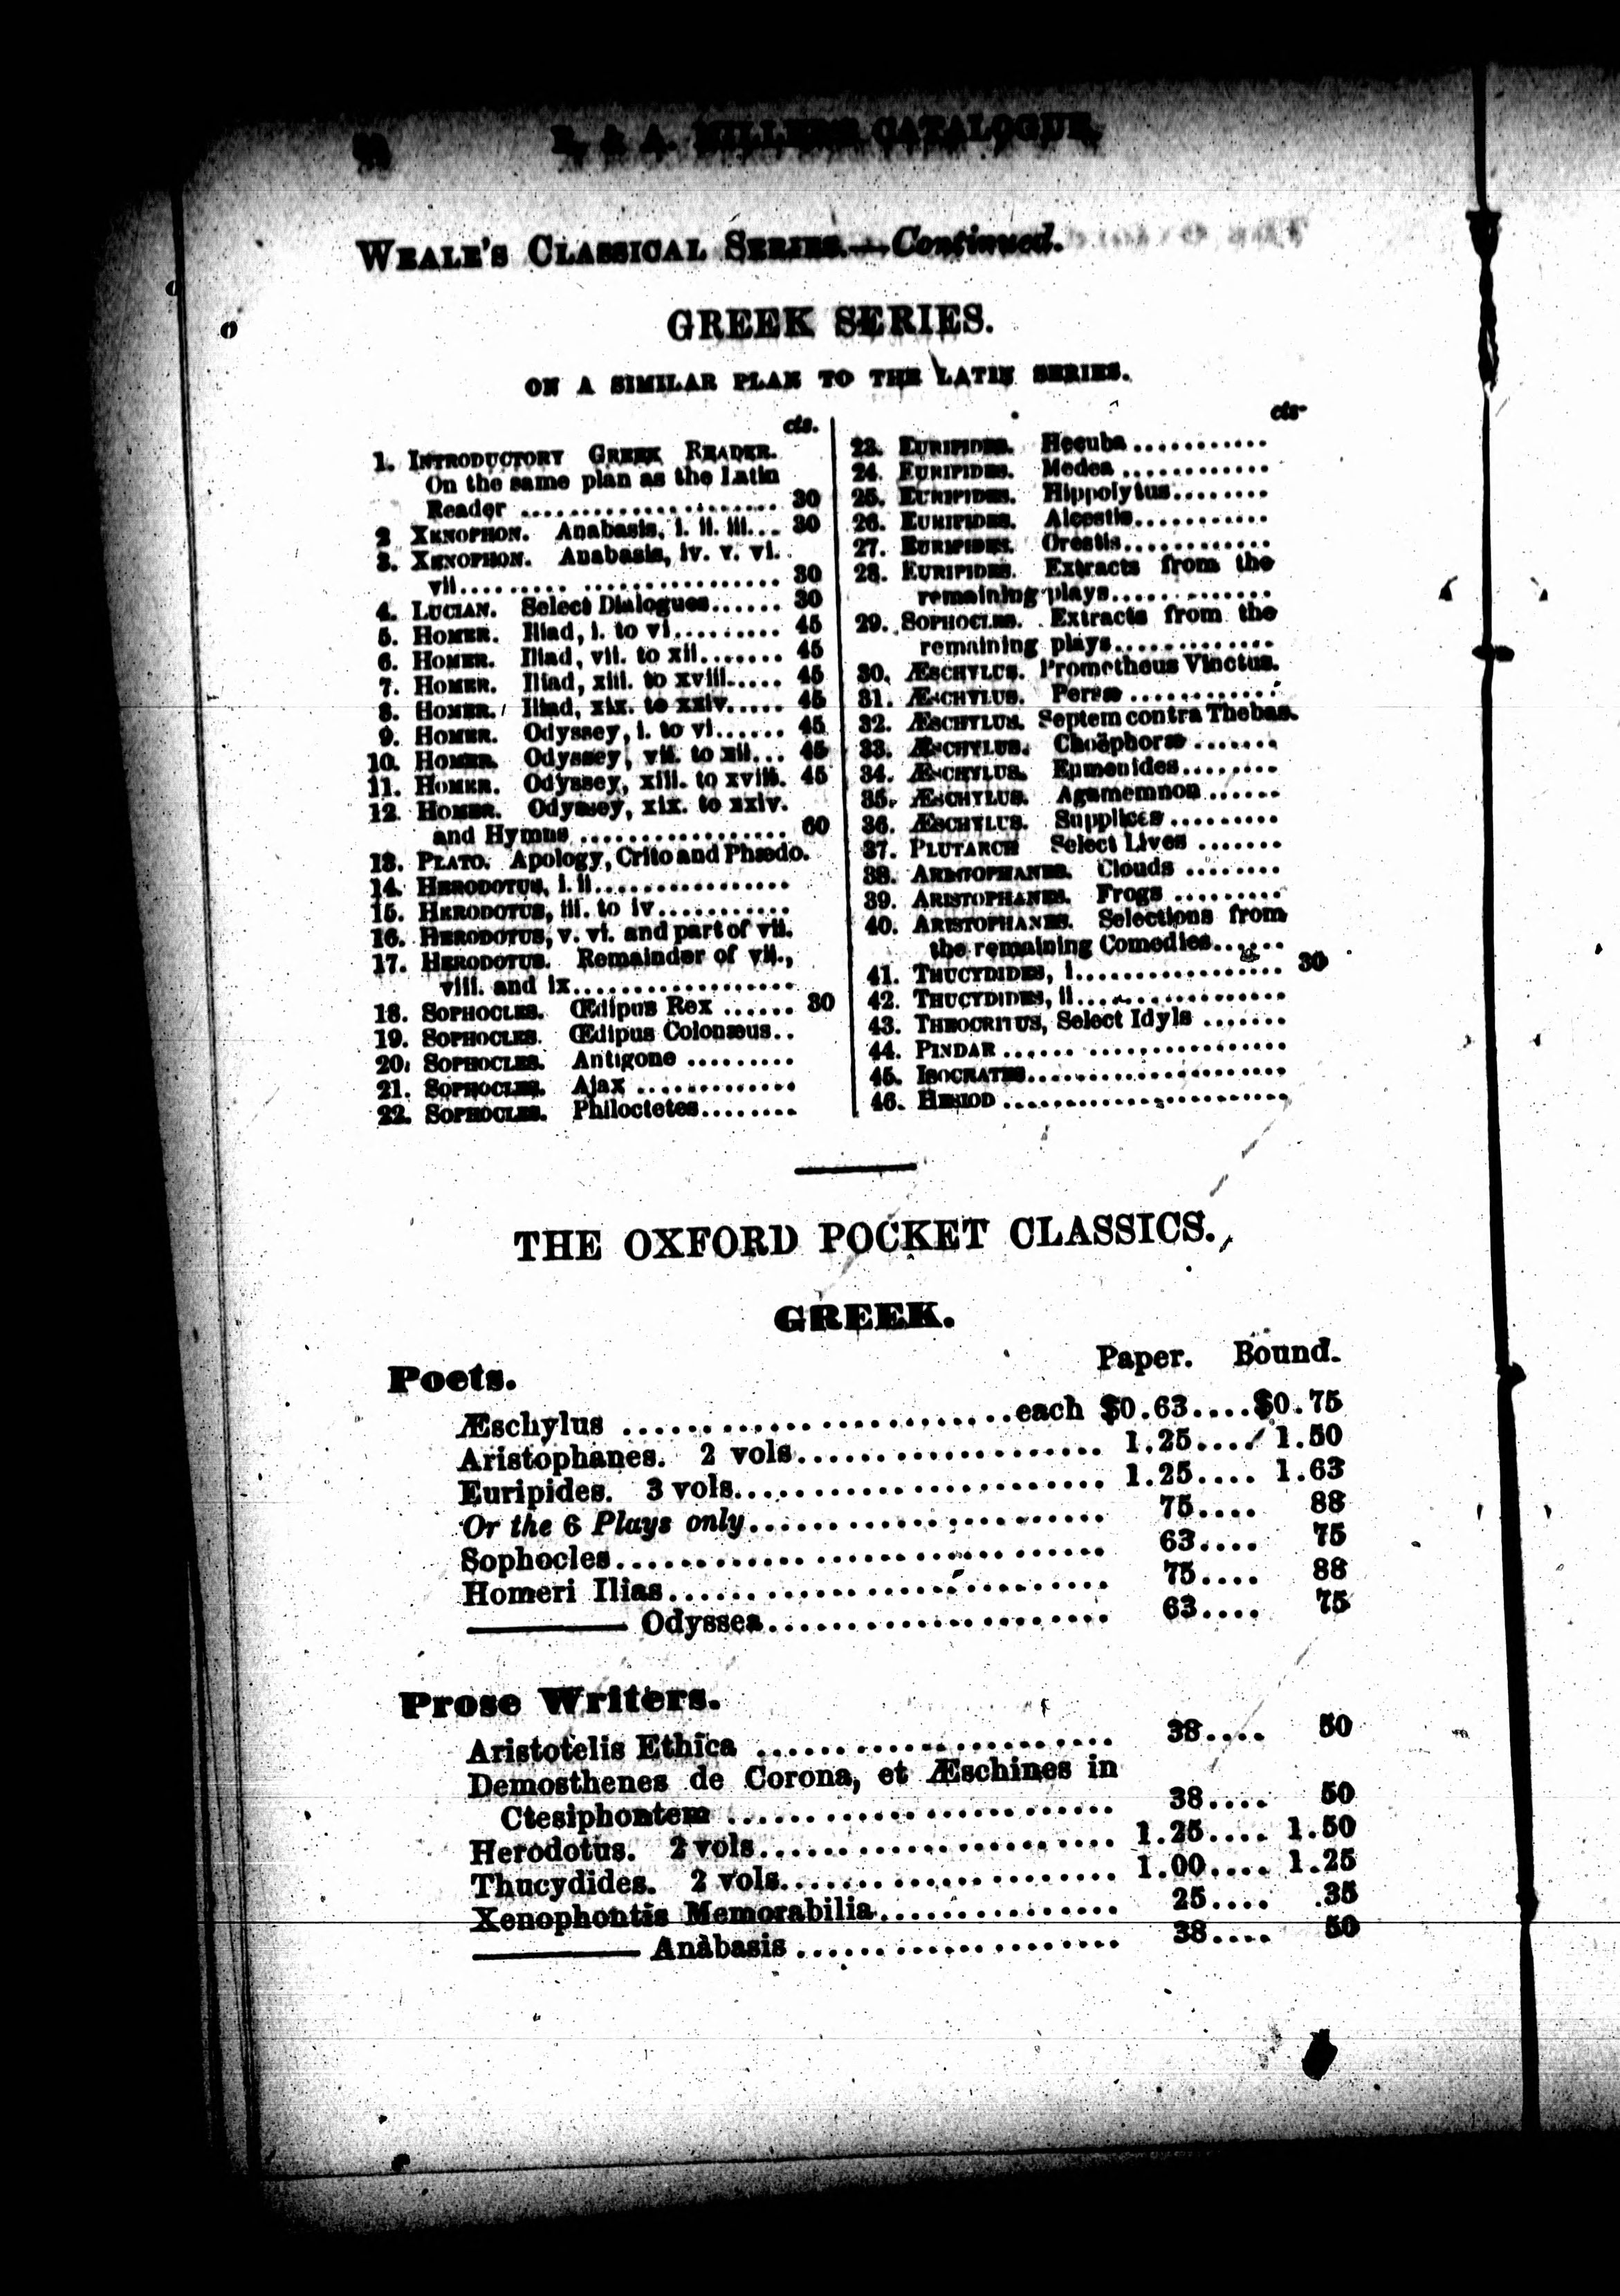 R. & A. MILLER'S CATALOGUE.
WEALE'S CLASSICAL SERIES.—Continued.
GREEK SERIES.
ON A SIMILAR PLAN TO THE LATIN SERIES.
cts.
1. INTRODUCTORY GREEK READER.
On the same plan as the Latin
Reader .................... 30
2 XENOPHON. Anabasis, i. ii. iii... 30
3. XENOPHON. Anabasis, iv. v. vi.
vii.......................... 30
4. LUCIAN. Select Dialogues...... 30
5. HOMER. Iliad, i. to vi......... 45
6. HOMER. Iliad, vii. to xii....... 45
7. HOMER. Iliad, xiii. to xviii..... 45
8. HOMER. Iliad, xix. to xxiv..... 45
9. HOMER. Odyssey, i. to vi...... 45
10. HOMER. Odyssey, vii. to xii... 45
11. HOMER. Odyssey, xiii. to xviii. 45
12. HOMER. Odyssey, xix. to xxiv.
and Hymns ................. 60
13. PLATO. Apology, Crito and Phædo.
14. HERODOTUS, i. ii................
15. HERODOTUS, iii. to iv...........
16. HERODOTUS, v. vi. and part of vii.
17. HERODOTUS. Remainder of vii.,
viii. and ix..................
18. SOPHOCLES. Œdipus Rex ...... 30
19. SOPHOCLES. Œdipus Colonæus..
20. SOPHOCLES. Antigone .........
21. SOPHOCLES. Ajax .............
22. SOPHOCLES. Philoctetes........
cts.
23. EURIPIDES. Hecuba ...........
24. EURIPIDES. Medea ............
25. EURIPIDES. Hippolytus........
26. EURIPIDES. Alcestis...........
27. EURIPIDES. Orestis............
28. EURIPIDES. Extracts from the
remaining plays.............
29. SOPHOCLES. Extracts from the
remaining plays.............
30. ÆSCHYLUS. Prometheus Vinctus.
31. ÆSCHYLUS. Persæ ............
32. ÆSCHYLUS. Septem contra Thebas.
33. ÆSCHYLUS. Choëphoræ .......
34. ÆSCHYLUS. Eumenides........
35. ÆSCHYLUS. Agamemnon ......
36. ÆSCHYLUS. Supplices .........
37. PLUTARCH Select Lives .......
38. ARISTOPHANES. Clouds ........
39. ARISTOPHANES. Frogs .........
40. ARISTOPHANES. Selections from
the remaining Comedies......
41. THUCYDIDES, i................. 30
42. THUCYDIDES, ii.................
43. THEOCRITUS, Select Idyls .......
44. PINDAR .......................
45. ISOCRATES.....................
46. HESIOD .......................
THE OXFORD POCKET CLASSICS.
GREEK.
Paper. Bound.
Poets.
Æschylus .........................each $0.63....$0.75
Aristophanes. 2 vols.................... 1.25.... 1.50
Euripides. 3 vols........................ 1.25.... 1.63
Or the 6 Plays only....................... 75.... 88
Sophocles............................... 63.... 75
Homeri Ilias............................ 75.... 88
——— Odyssea...................... 63.... 75
Prose Writers.
Aristotelis Ethica ....................... 38.... 50
Demosthenes de Corona, et Æschines in
Ctesiphontem ........................ 38.... 50
Herodotus. 2 vols....................... 1.25.... 1.50
Thucydides. 2 vols...................... 1.00.... 1.25
Xenophontis Memorabilia............... 25.... .35
——— Anàbasis .................... 38.... 50